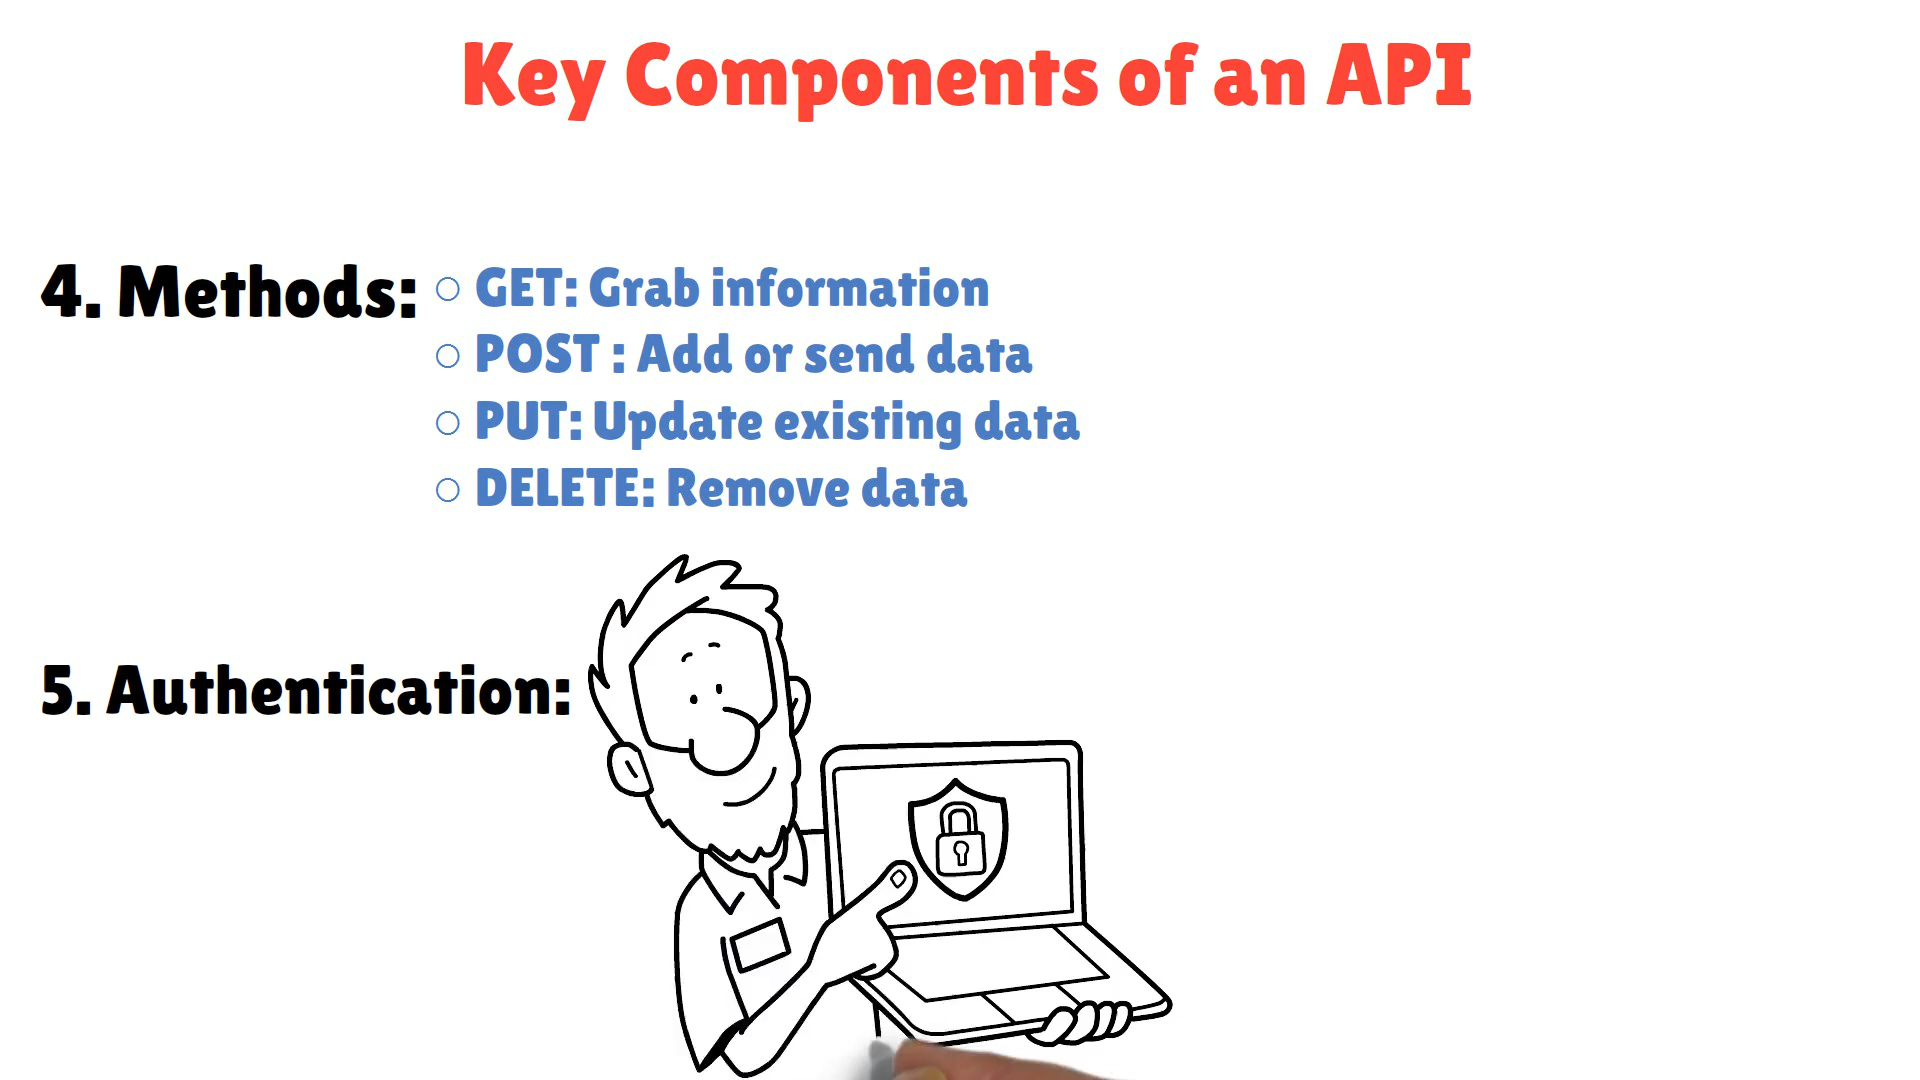 Key Components of an API
4. Methods:
○ GET: Grab information
○ POST : Add or send data
○ PUT: Update existing data
○ DELETE: Remove data
5. Authentication: